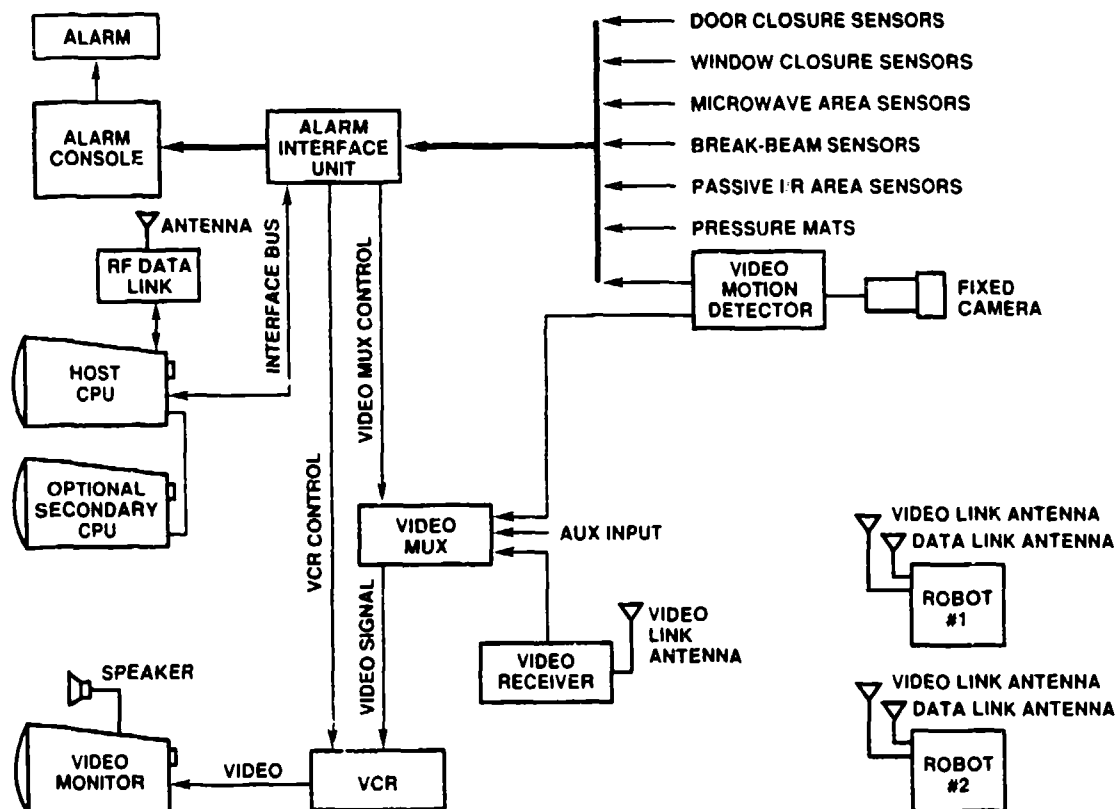 ALARM
ALARM
CONSOLE
ALARM
INTERFACE
UNIT
DOOR CLOSURE SENSORS
WINDOW CLOSURE SENSORS
MICROWAVE AREA SENSORS
BREAK-BEAM SENSORS
PASSIVE I/R AREA SENSORS
PRESSURE MATS
VIDEO
MOTION
DETECTOR
FIXED
CAMERA
ANTENNA
RF DATA
LINK
INTERFACE BUS
HOST
CPU
OPTIONAL
SECONDARY
CPU
VCR CONTROL
VIDEO MUX CONTROL
VIDEO
MUX
AUX INPUT
VIDEO SIGNAL
VIDEO
LINK
ANTENNA
VIDEO
RECEIVER
VIDEO LINK ANTENNA
DATA LINK ANTENNA
ROBOT
#1
VIDEO LINK ANTENNA
DATA LINK ANTENNA
ROBOT
#2
SPEAKER
VIDEO
MONITOR
VIDEO
VCR